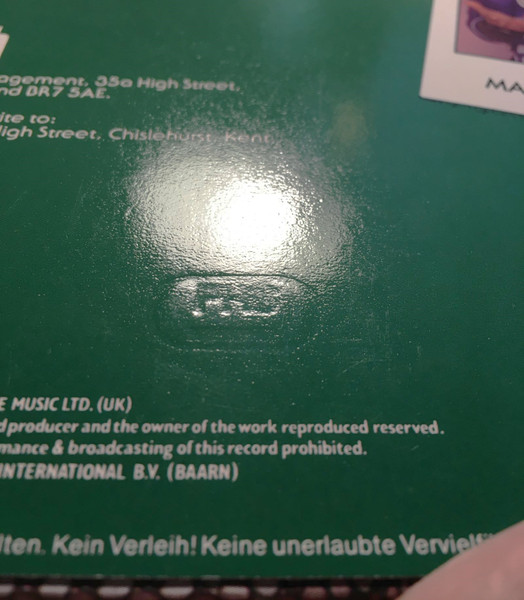 agement, 35a High Street,
nd BR7 5AE.
ite to:
ligh Street, Chislehurst, Kent
MA
E MUSIC LTD. (UK)
d producer and the owner of the work reproduced reserved.
mance & broadcasting of this record prohibited.
INTERNATIONAL B.V. (BAARN)
lten. Kein Verleih! Keine unerlaubte Vervielf